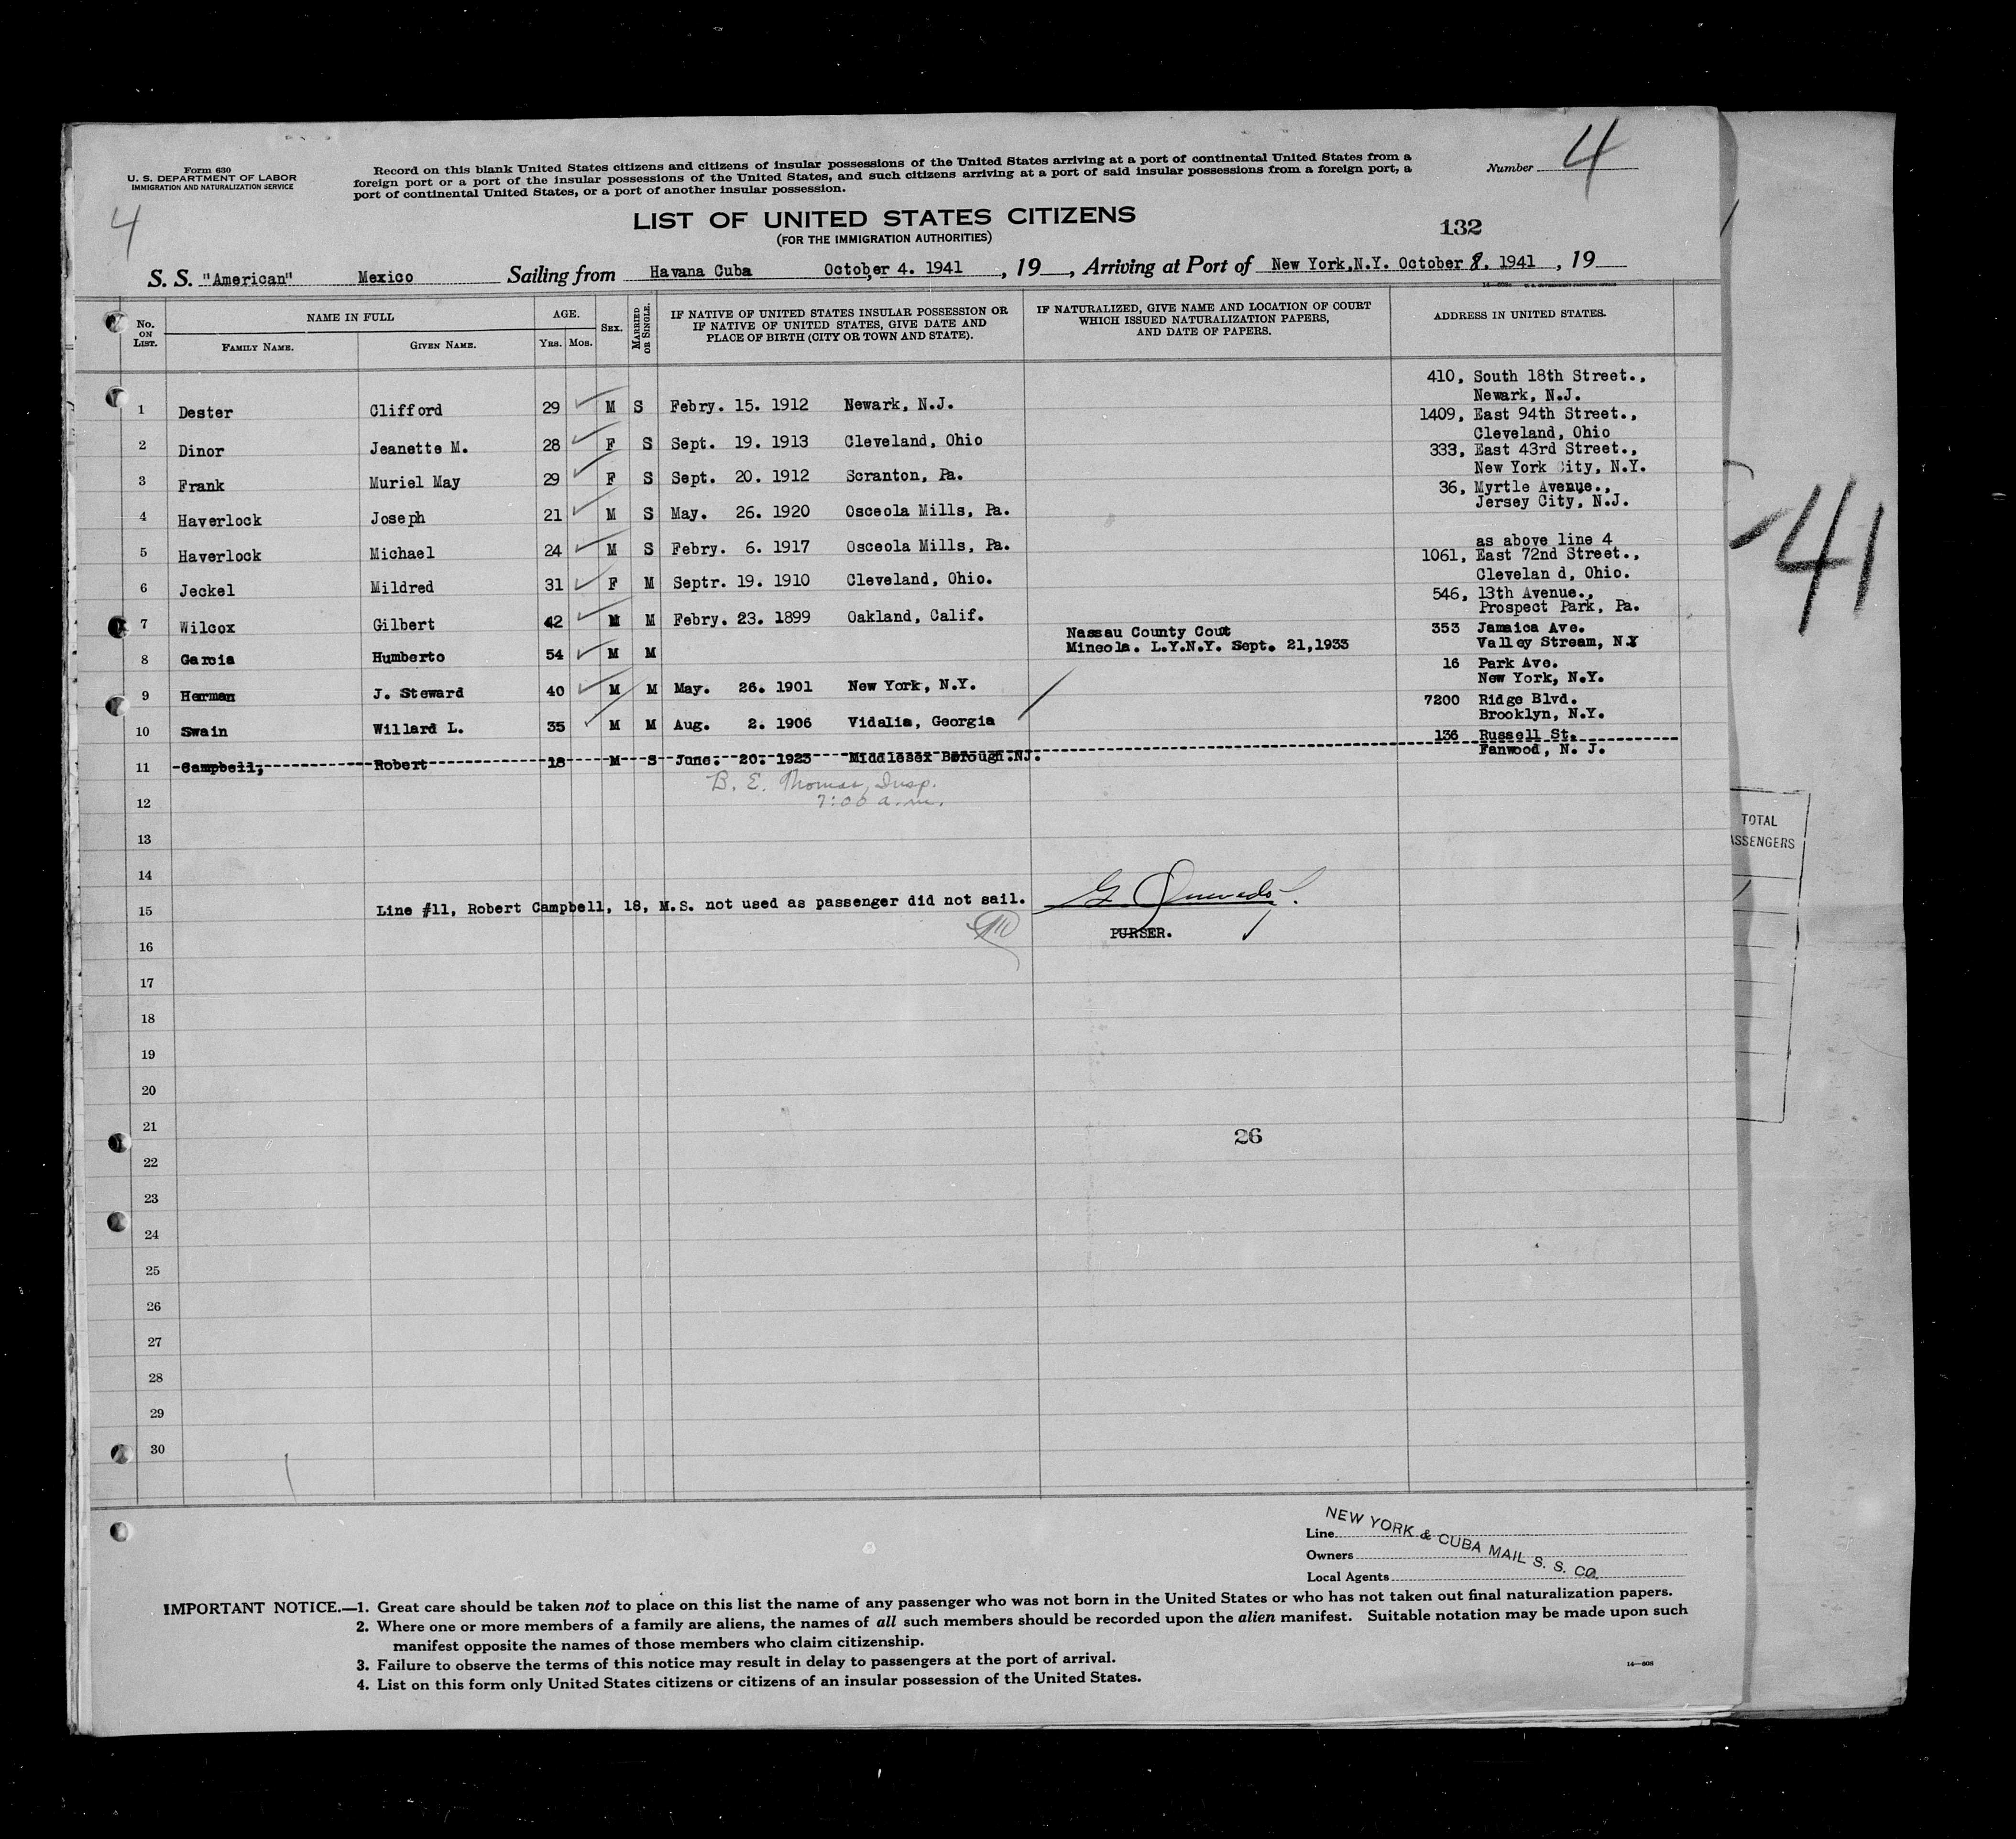 Form 630
U. S. DEPARTMENT OF LABOR
IMMIGRATION AND NATURALIZATION SERVICE
Record on this blank United States citizens and citizens of insular possessions of the United States arriving at a port of continental United States from a
foreign port or a port of the insular possessions of the United States, and such citizens arriving at a port of said insular possessions from a foreign port, a
port of continental United States, or a port of another insular possession.
Number 4
4
LIST OF UNITED STATES CITIZENS
(FOR THE IMMIGRATION AUTHORITIES)
132
S. S. "American" Mexico Sailing from Havana Cuba October 4. 1941, 19 , Arriving at Port of New York,N.Y. October 8. 1941 , 19
No. ON LIST.
NAME IN FULL
FAMILY NAME.
GIVEN NAME.
AGE.
YRS. MOS.
SEX.
MARRIED OR SINGLE.
IF NATIVE OF UNITED STATES INSULAR POSSESSION OR
IF NATIVE OF UNITED STATES, GIVE DATE AND
PLACE OF BIRTH (CITY OR TOWN AND STATE).
IF NATURALIZED, GIVE NAME AND LOCATION OF COURT
WHICH ISSUED NATURALIZATION PAPERS,
AND DATE OF PAPERS.
ADDRESS IN UNITED STATES.
410, South 18th Street.,
Newark, N.J.
1 Dester Clifford 29 M S Febry. 15. 1912 Newark, N.J.
1409, East 94th Street.,
Cleveland, Ohio
2 Dinor Jeanette M. 28 F S Sept. 19. 1913 Cleveland, Ohio
333, East 43rd Street.,
New York City, N.Y.
3 Frank Muriel May 29 F S Sept. 20. 1912 Scranton, Pa.
36, Myrtle Avenue.,
Jersey City, N.J.
4 Haverlock Joseph 21 M S May. 26. 1920 Osceola Mills, Pa.
5 Haverlock Michael 24 M S Febry. 6. 1917 Osceola Mills, Pa. as above line 4
1061, East 72nd Street.,
Clevelan d, Ohio.
6 Jeckel Mildred 31 F M Septr. 19. 1910 Cleveland, Ohio.
546, 13th Avenue.,
Prospect Park, Pa.
7 Wilcox Gilbert 42 M M Febry. 23. 1899 Oakland, Calif.
Nassau County Cout
Mineola. L.Y.N.Y. Sept. 21,1933
353 Jamaica Ave.
Valley Stream, N.Y
8 Garcia Humberto 54 M M
16 Park Ave.
New York, N.Y.
9 Herman J. Steward 40 M M May. 26. 1901 New York, N.Y.
7200 Ridge Blvd.
Brooklyn, N.Y.
10 Swain Willard L. 35 M M Aug. 2. 1906 Vidalia, Georgia
136 Russell St.
Fanwood, N. J.
11 Campbell, Robert 18 M S June. 20. 1923 Middlesex Borough.NJ.
B. E. Thomas, Insp.
7:00 a.m.
12
13
14
15 Line #11, Robert Campbell, 18, M.S. not used as passenger did not sail.
PURSER.
16
17
18
19
20
21
26
22
23
24
25
26
27
28
29
30
41
TOTAL
ASSENGERS
Line
Owners
Local Agents
NEW YORK & CUBA MAIL S. S. CO.
IMPORTANT NOTICE.—1. Great care should be taken not to place on this list the name of any passenger who was not born in the United States or who has not taken out final naturalization papers.
2. Where one or more members of a family are aliens, the names of all such members should be recorded upon the alien manifest. Suitable notation may be made upon such
manifest opposite the names of those members who claim citizenship.
3. Failure to observe the terms of this notice may result in delay to passengers at the port of arrival.
4. List on this form only United States citizens or citizens of an insular possession of the United States.
14—608